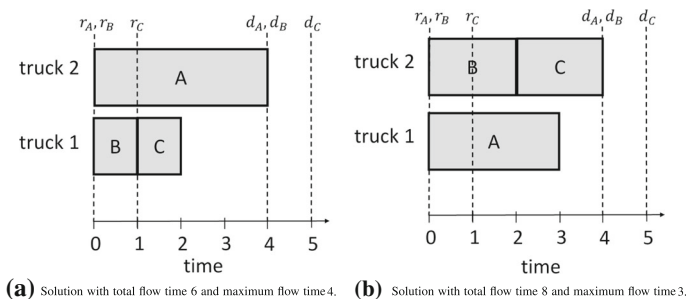 r_A, r_B r_C d_A, d_B d_C
truck 2
A
truck 1
B C
0 1 2 3 4 5
time
(a) Solution with total flow time 6 and maximum flow time 4.
r_A, r_B r_C d_A, d_B d_C
truck 2
B C
truck 1
A
0 1 2 3 4 5
time
(b) Solution with total flow time 8 and maximum flow time 3.